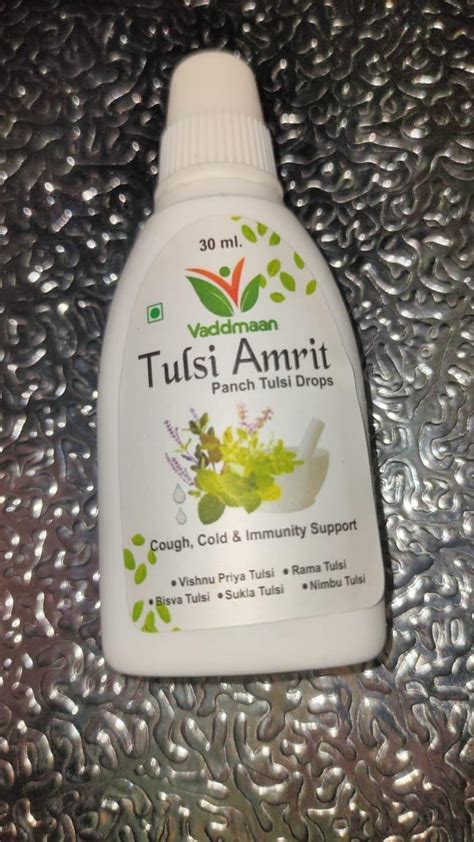 30 ml.
Vaddmaan
Tulsi Amrit
Panch Tulsi Drops
Cough, Cold & Immunity Support
•Vishnu Priya Tulsi •Rama Tulsi
•Bisva Tulsi •Sukla Tulsi •Nimbu Tulsi